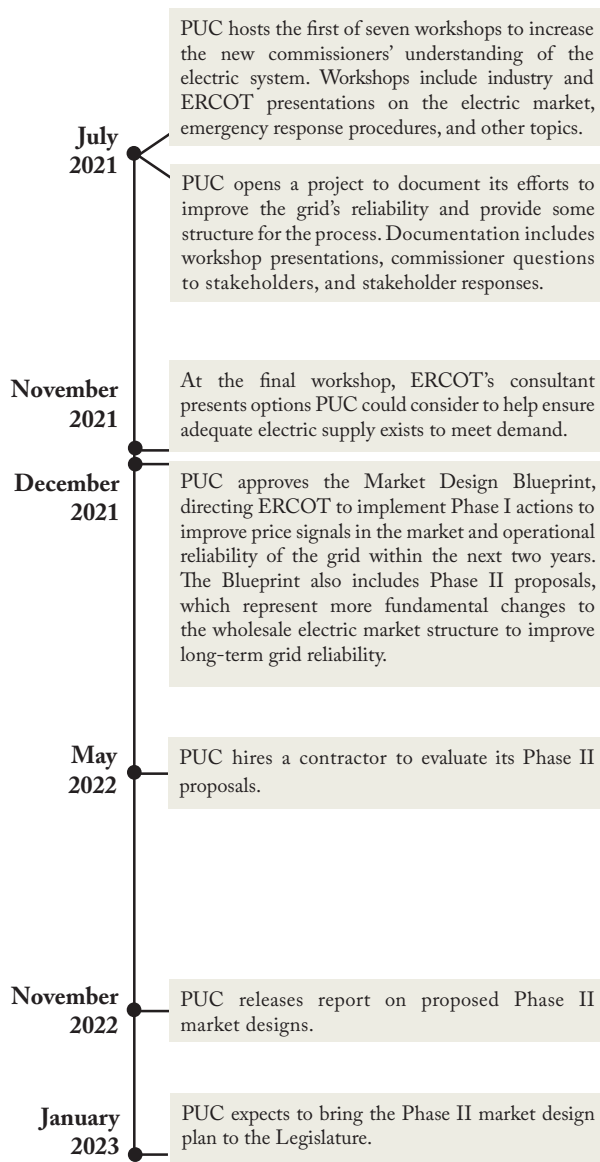 July
2021
PUC hosts the first of seven workshops to increase
the new commissioners’ understanding of the
electric system. Workshops include industry and
ERCOT presentations on the electric market,
emergency response procedures, and other topics.
PUC opens a project to document its efforts to
improve the grid’s reliability and provide some
structure for the process. Documentation includes
workshop presentations, commissioner questions
to stakeholders, and stakeholder responses.
November
2021
At the final workshop, ERCOT’s consultant
presents options PUC could consider to help ensure
adequate electric supply exists to meet demand.
December
2021
PUC approves the Market Design Blueprint,
directing ERCOT to implement Phase I actions to
improve price signals in the market and operational
reliability of the grid within the next two years.
The Blueprint also includes Phase II proposals,
which represent more fundamental changes to
the wholesale electric market structure to improve
long-term grid reliability.
May
2022
PUC hires a contractor to evaluate its Phase II
proposals.
November
2022
PUC releases report on proposed Phase II
market designs.
January
2023
PUC expects to bring the Phase II market design
plan to the Legislature.